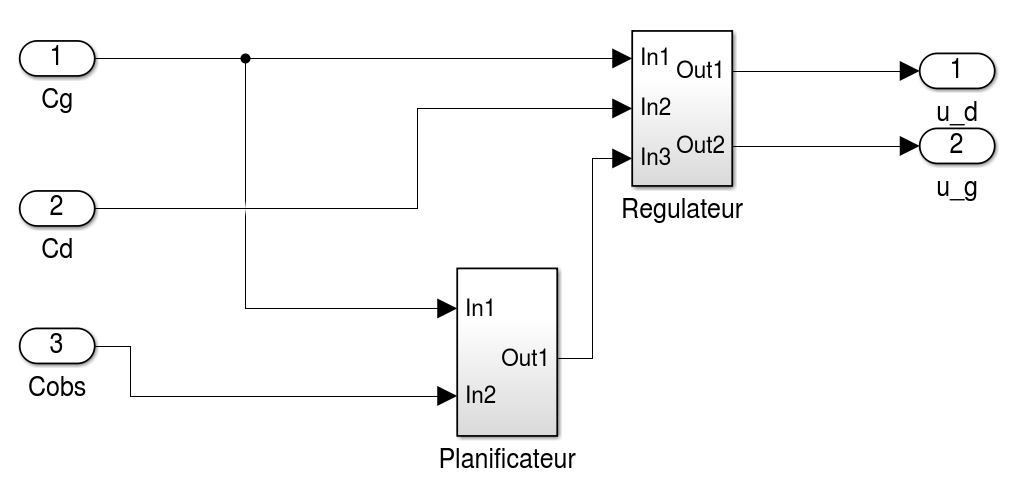 1
Cg
2
Cd
3
Cobs
In1
In2
Out1
Planificateur
In1
In2
In3
Out1
Out2
Regulateur
1
u_d
2
u_g